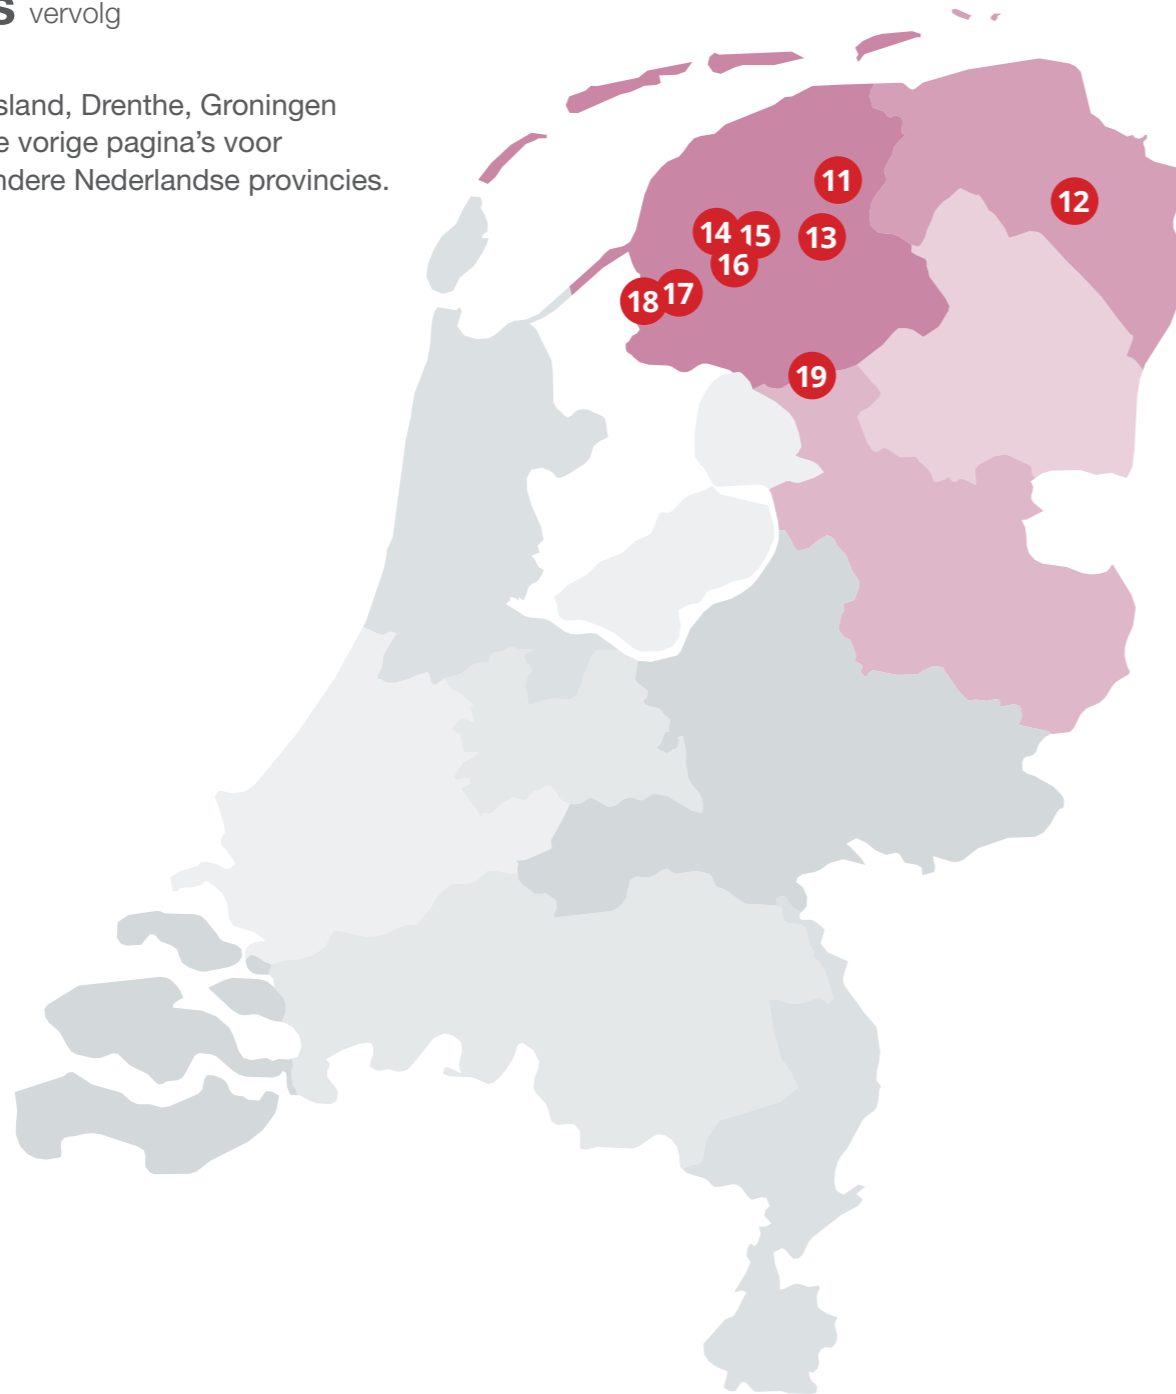 s vervolg
sland, Drenthe, Groningen
e vorige pagina's voor
ndere Nederlandse provincies.
11
12
14 15 13
16
18 17
19